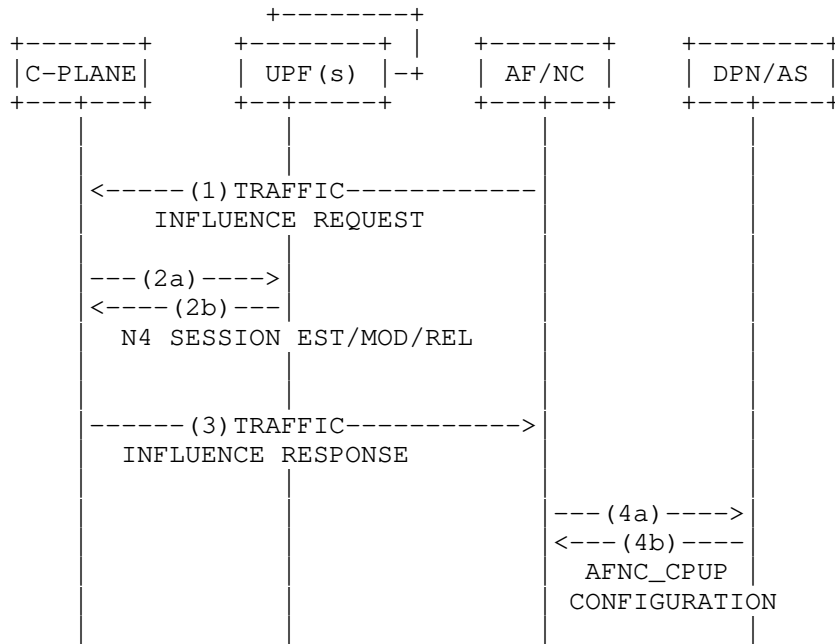 C-PLANE UPF(s) AF/NC DPN/AS
(1)TRAFFIC
INFLUENCE REQUEST
(2a)
(2b)
N4 SESSION EST/MOD/REL
(3)TRAFFIC
INFLUENCE RESPONSE
(4a)
(4b)
AFNC_CPUP
CONFIGURATION